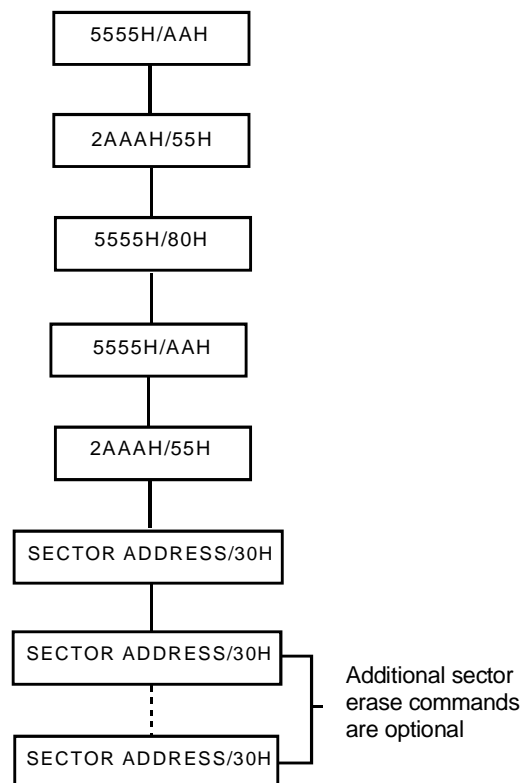 5555H/AAH
2AAAH/55H
5555H/80H
5555H/AAH
2AAAH/55H
SECTOR ADDRESS/30H
SECTOR ADDRESS/30H
Additional sector
erase commands
are optional
SECTOR ADDRESS/30H